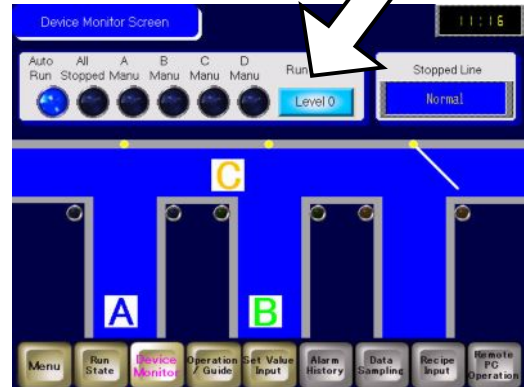 Device Monitor Screen
11:16
Auto Run
All Stopped
A Manu
B Manu
C Manu
D Manu
Run
Level 0
Stopped Line
Normal
C
A
B
Menu
Run State
Device Monitor
Operation / Guide
Set Value Input
Alarm History
Data Sampling
Recipe Input
Remote PC Operation